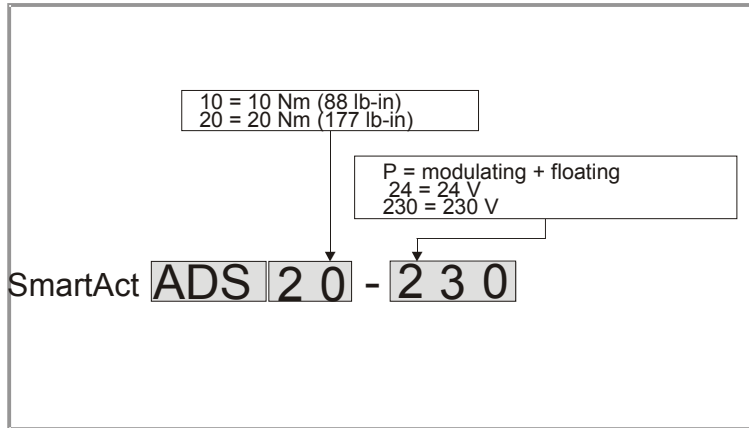 10 = 10 Nm (88 lb-in)
20 = 20 Nm (177 lb-in)
P = modulating + floating
24 = 24 V
230 = 230 V
SmartAct ADS 2 0 - 2 3 0